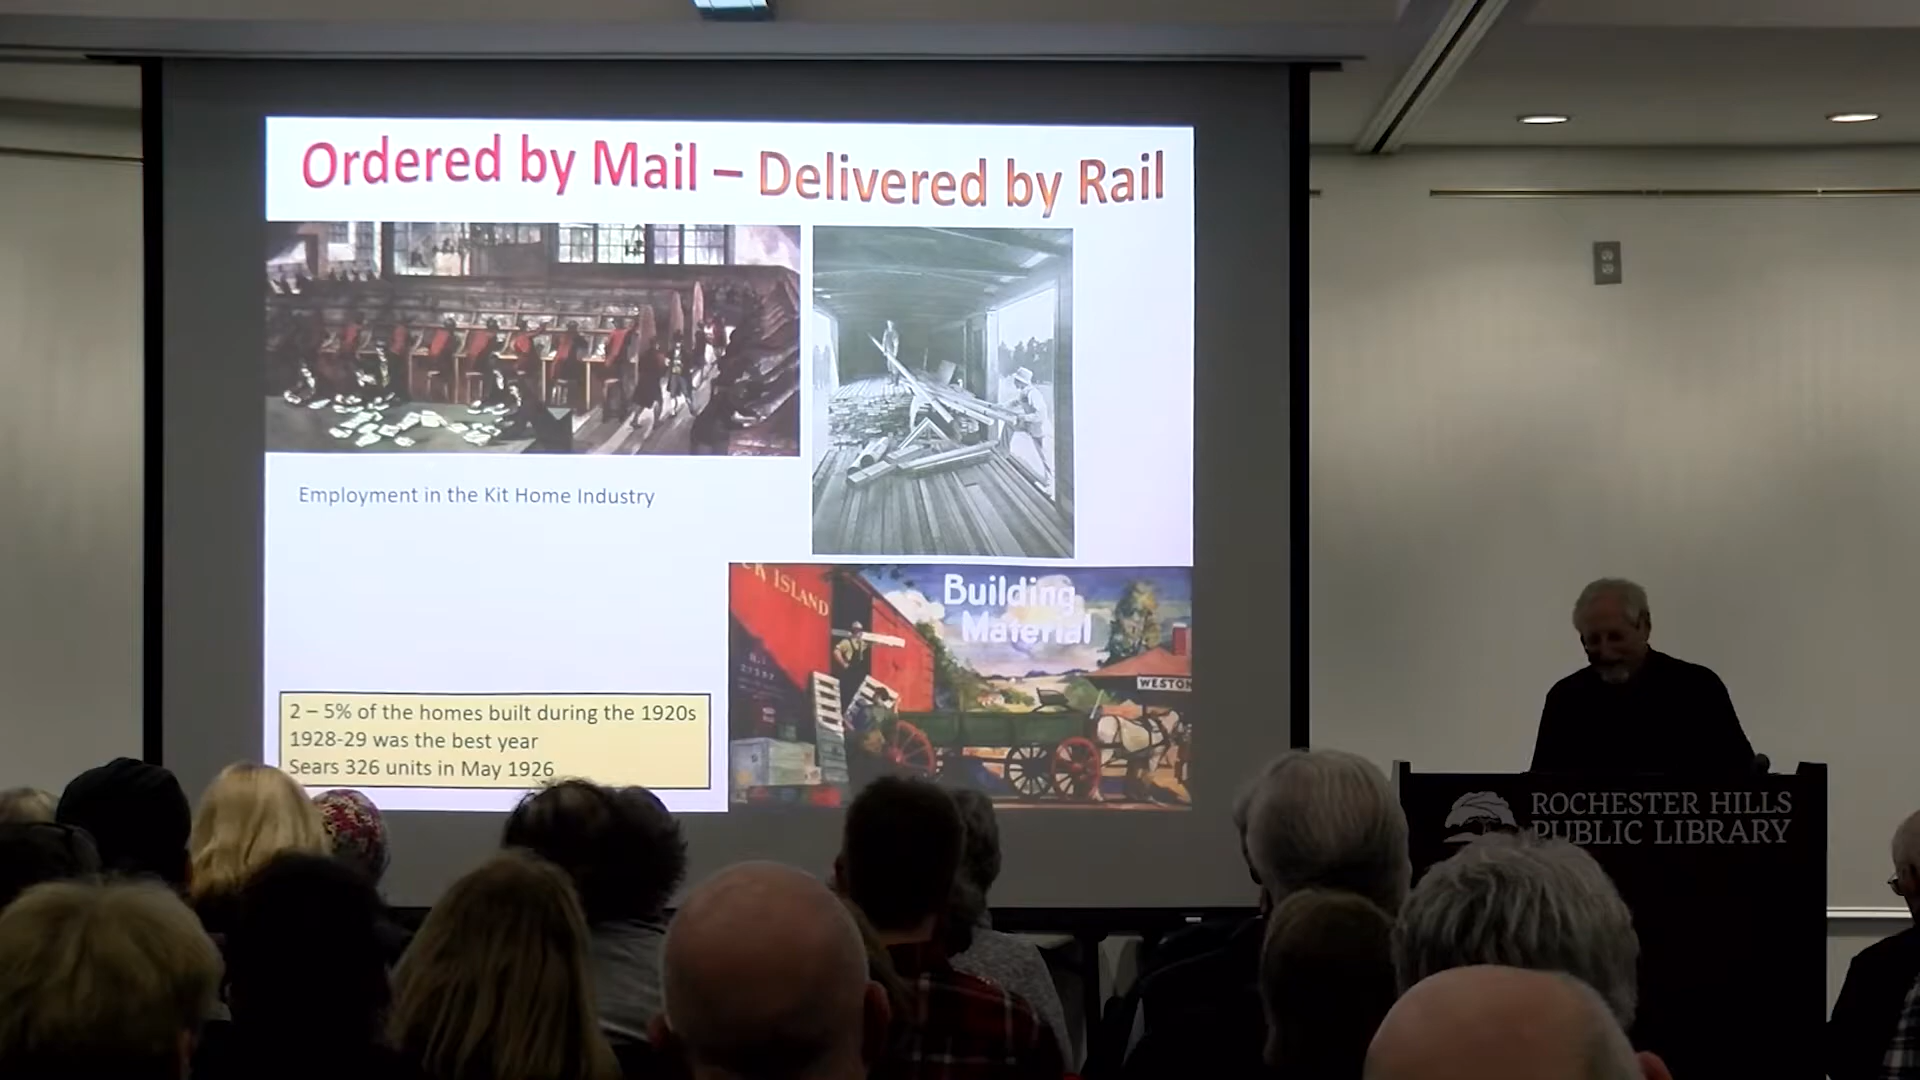 Ordered by Mail – Delivered by Rail
Employment in the Kit Home Industry
CK ISLAND
Building
Material
WESTON
2 – 5% of the homes built during the 1920s
1928-29 was the best year
Sears 326 units in May 1926
ROCHESTER HILLS
PUBLIC LIBRARY